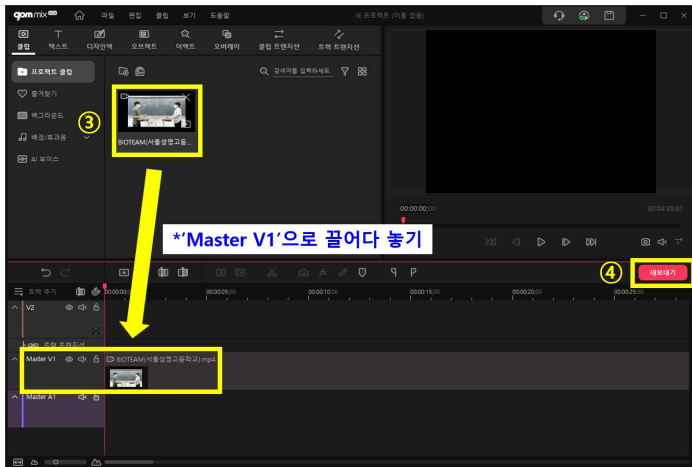 gom mix
파일 편집 클립 보기 도움말
새 프로젝트 (이름 없음)
클립 텍스트 디자인액 오브젝트 이펙트 오버레이 클립 트랜지션 트랙 트랜지션
프로젝트 클립
검색어를 입력하세요.
즐겨찾기
백그라운드
③
배경/효과음
AI 보이스
BIOTEAM(서울생명고등...
00:00:00;00
00:04:35;01
*'Master V1'으로 끌어다 놓기
④
내보내기
트랙 추가
00:00:00
00:00:05;00
00:00:10;00
00:00:15;00
00:00:20;00
00:00:25;00
V2
트랙 트랜지션
Master V1
BIOTEAM(서울생명고등학교).mp4
Master A1